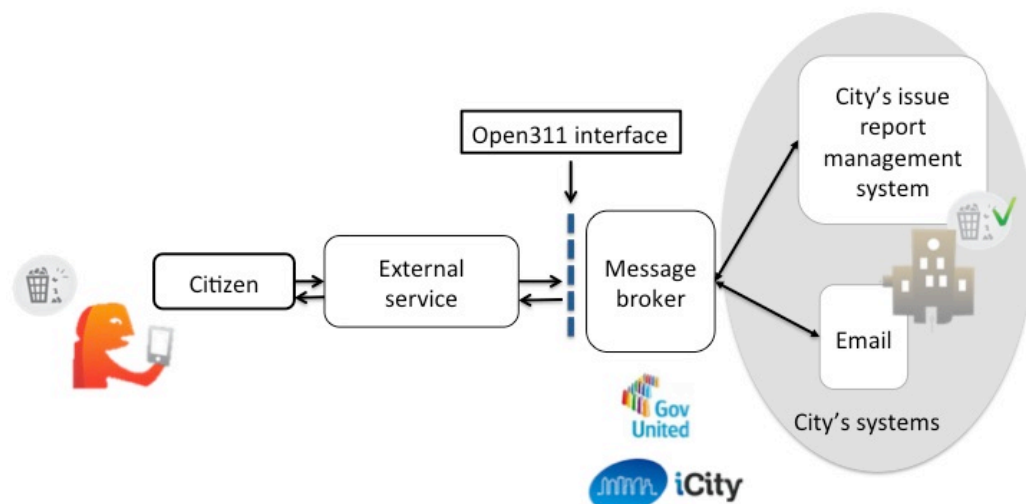 Open311 interface
Citizen
External
service
Message
broker
City's issue
report
management
system
Email
City's systems
Gov
United
iCity